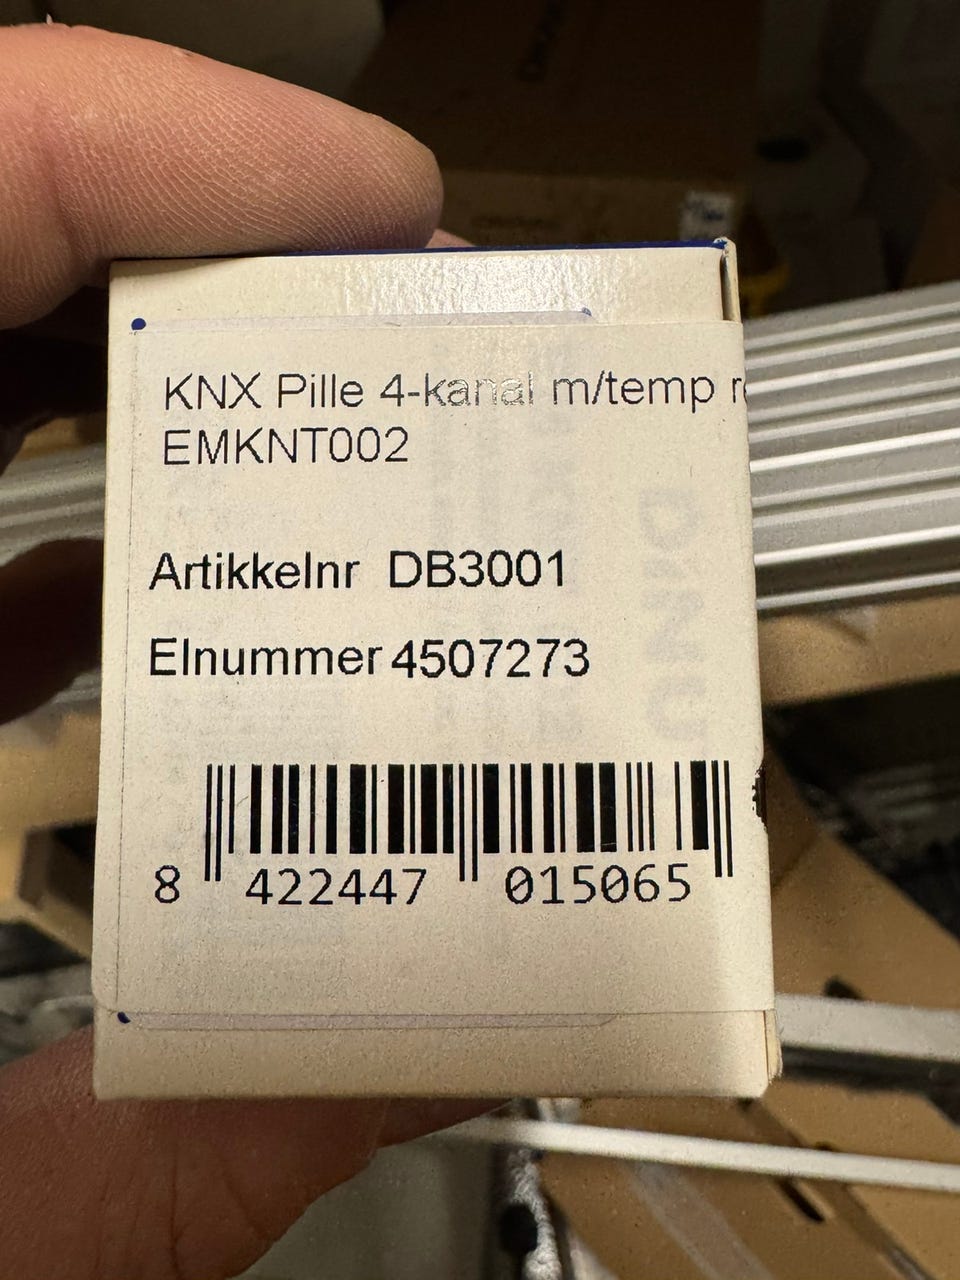 KNX Pille 4-kanal m/temp
EMKNT002
Artikkelnr DB3001
Elnummer 4507273
8 422447 015065